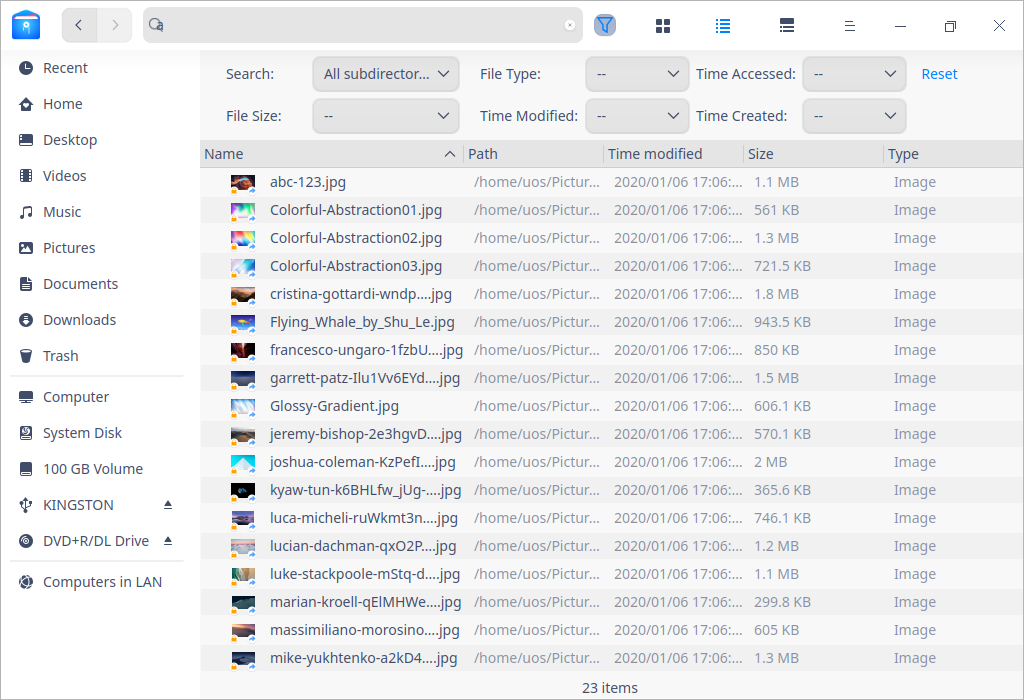 Recent
Home
Desktop
Videos
Music
Pictures
Documents
Downloads
Trash
Computer
System Disk
100 GB Volume
KINGSTON
DVD+R/DL Drive
Computers in LAN
Search: All subdirector... File Type: -- Time Accessed: -- Reset
File Size: -- Time Modified: -- Time Created: --
Name Path Time modified Size Type
abc-123.jpg /home/uos/Pictur... 2020/01/06 17:06:... 1.1 MB Image
Colorful-Abstraction01.jpg /home/uos/Pictur... 2020/01/06 17:06:... 561 KB Image
Colorful-Abstraction02.jpg /home/uos/Pictur... 2020/01/06 17:06:... 1.3 MB Image
Colorful-Abstraction03.jpg /home/uos/Pictur... 2020/01/06 17:06:... 721.5 KB Image
cristina-gottardi-wndp....jpg /home/uos/Pictur... 2020/01/06 17:06:... 1.8 MB Image
Flying_Whale_by_Shu_Le.jpg /home/uos/Pictur... 2020/01/06 17:06:... 943.5 KB Image
francesco-ungaro-1fzbU....jpg /home/uos/Pictur... 2020/01/06 17:06:... 850 KB Image
garrett-patz-Ilu1Vv6EYd....jpg /home/uos/Pictur... 2020/01/06 17:06:... 1.5 MB Image
Glossy-Gradient.jpg /home/uos/Pictur... 2020/01/06 17:06:... 606.1 KB Image
jeremy-bishop-2e3hgvD....jpg /home/uos/Pictur... 2020/01/06 17:06:... 570.1 KB Image
joshua-coleman-KzPefI....jpg /home/uos/Pictur... 2020/01/06 17:06:... 2 MB Image
kyaw-tun-k6BHLfw_jUg-....jpg /home/uos/Pictur... 2020/01/06 17:06:... 365.6 KB Image
luca-micheli-ruWkmt3n....jpg /home/uos/Pictur... 2020/01/06 17:06:... 746.1 KB Image
lucian-dachman-qxO2P....jpg /home/uos/Pictur... 2020/01/06 17:06:... 1.2 MB Image
luke-stackpoole-mStq-d....jpg /home/uos/Pictur... 2020/01/06 17:06:... 1.1 MB Image
marian-kroell-qElMHWe....jpg /home/uos/Pictur... 2020/01/06 17:06:... 299.8 KB Image
massimiliano-morosino....jpg /home/uos/Pictur... 2020/01/06 17:06:... 605 KB Image
mike-yukhtenko-a2kD4....jpg /home/uos/Pictur... 2020/01/06 17:06:... 1.3 MB Image
23 items